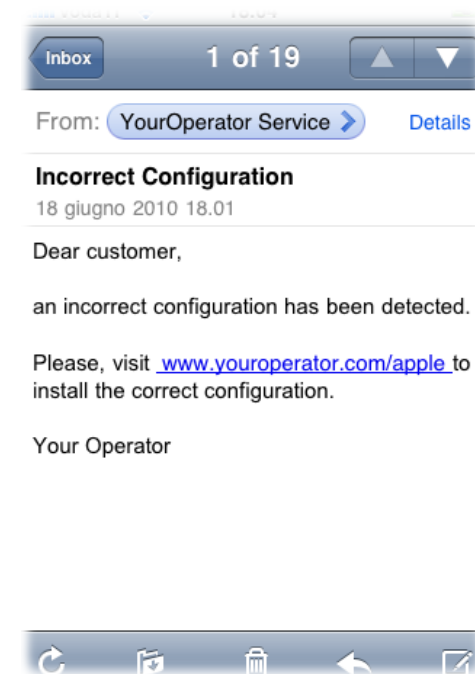 Inbox
1 of 19
From: YourOperator Service
Details
Incorrect Configuration
18 giugno 2010 18.01
Dear customer,
an incorrect configuration has been detected.
Please, visit www.youroperator.com/apple to
install the correct configuration.
Your Operator